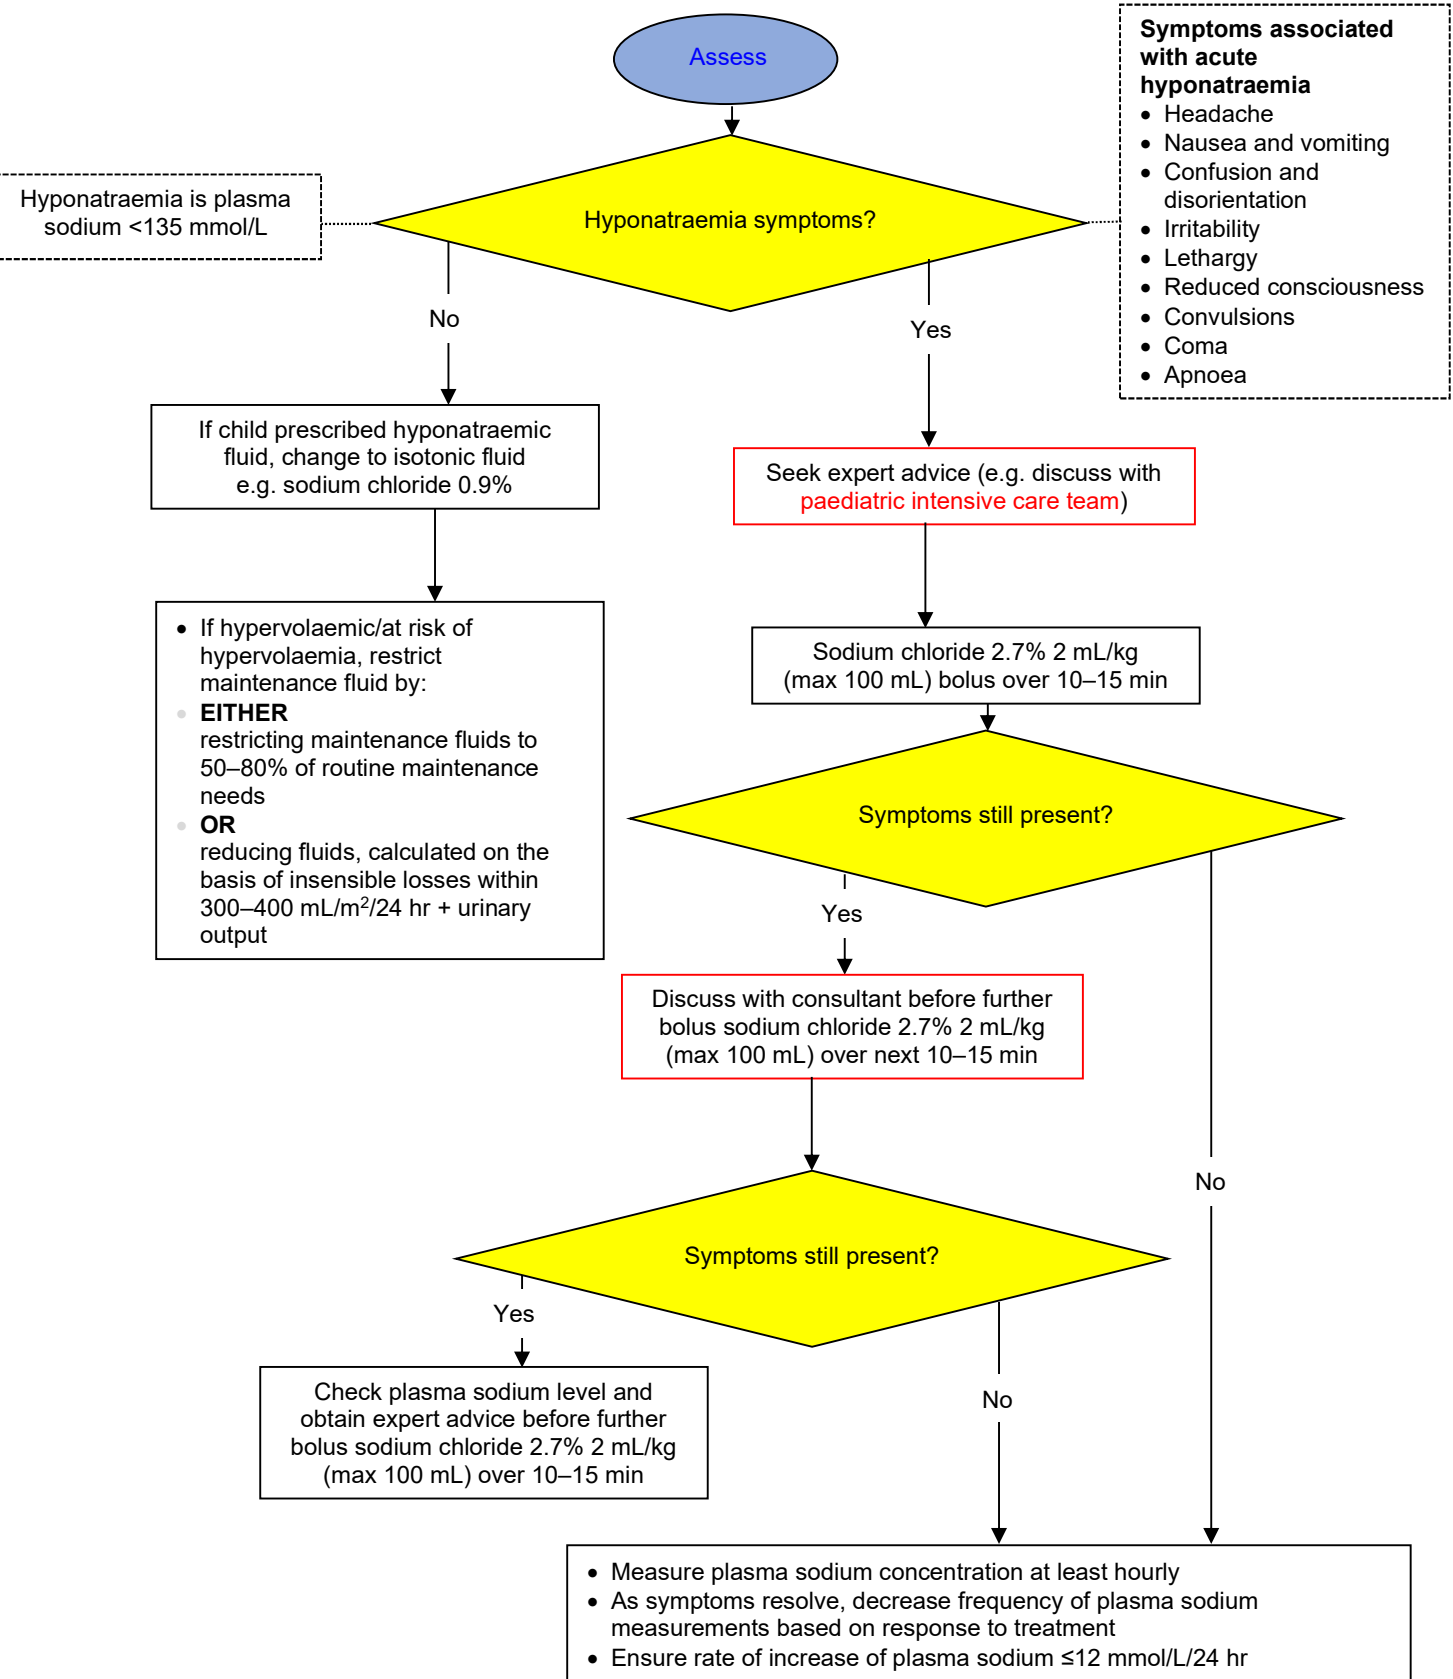 Assess
Symptoms associated
with acute
hyponatraemia
• Headache
• Nausea and vomiting
• Confusion and
disorientation
• Irritability
• Lethargy
• Reduced consciousness
• Convulsions
• Coma
• Apnoea
Hyponatraemia is plasma
sodium <135 mmol/L
Hyponatraemia symptoms?
No
Yes
If child prescribed hyponatraemic
fluid, change to isotonic fluid
e.g. sodium chloride 0.9%
Seek expert advice (e.g. discuss with
paediatric intensive care team)
• If hypervolaemic/at risk of
hypervolaemia, restrict
maintenance fluid by:
• EITHER
restricting maintenance fluids to
50–80% of routine maintenance
needs
• OR
reducing fluids, calculated on the
basis of insensible losses within
300–400 mL/m²/24 hr + urinary
output
Sodium chloride 2.7% 2 mL/kg
(max 100 mL) bolus over 10–15 min
Symptoms still present?
Yes
No
Discuss with consultant before further
bolus sodium chloride 2.7% 2 mL/kg
(max 100 mL) over next 10–15 min
Symptoms still present?
Yes
No
Check plasma sodium level and
obtain expert advice before further
bolus sodium chloride 2.7% 2 mL/kg
(max 100 mL) over 10–15 min
• Measure plasma sodium concentration at least hourly
• As symptoms resolve, decrease frequency of plasma sodium
measurements based on response to treatment
• Ensure rate of increase of plasma sodium ≤12 mmol/L/24 hr